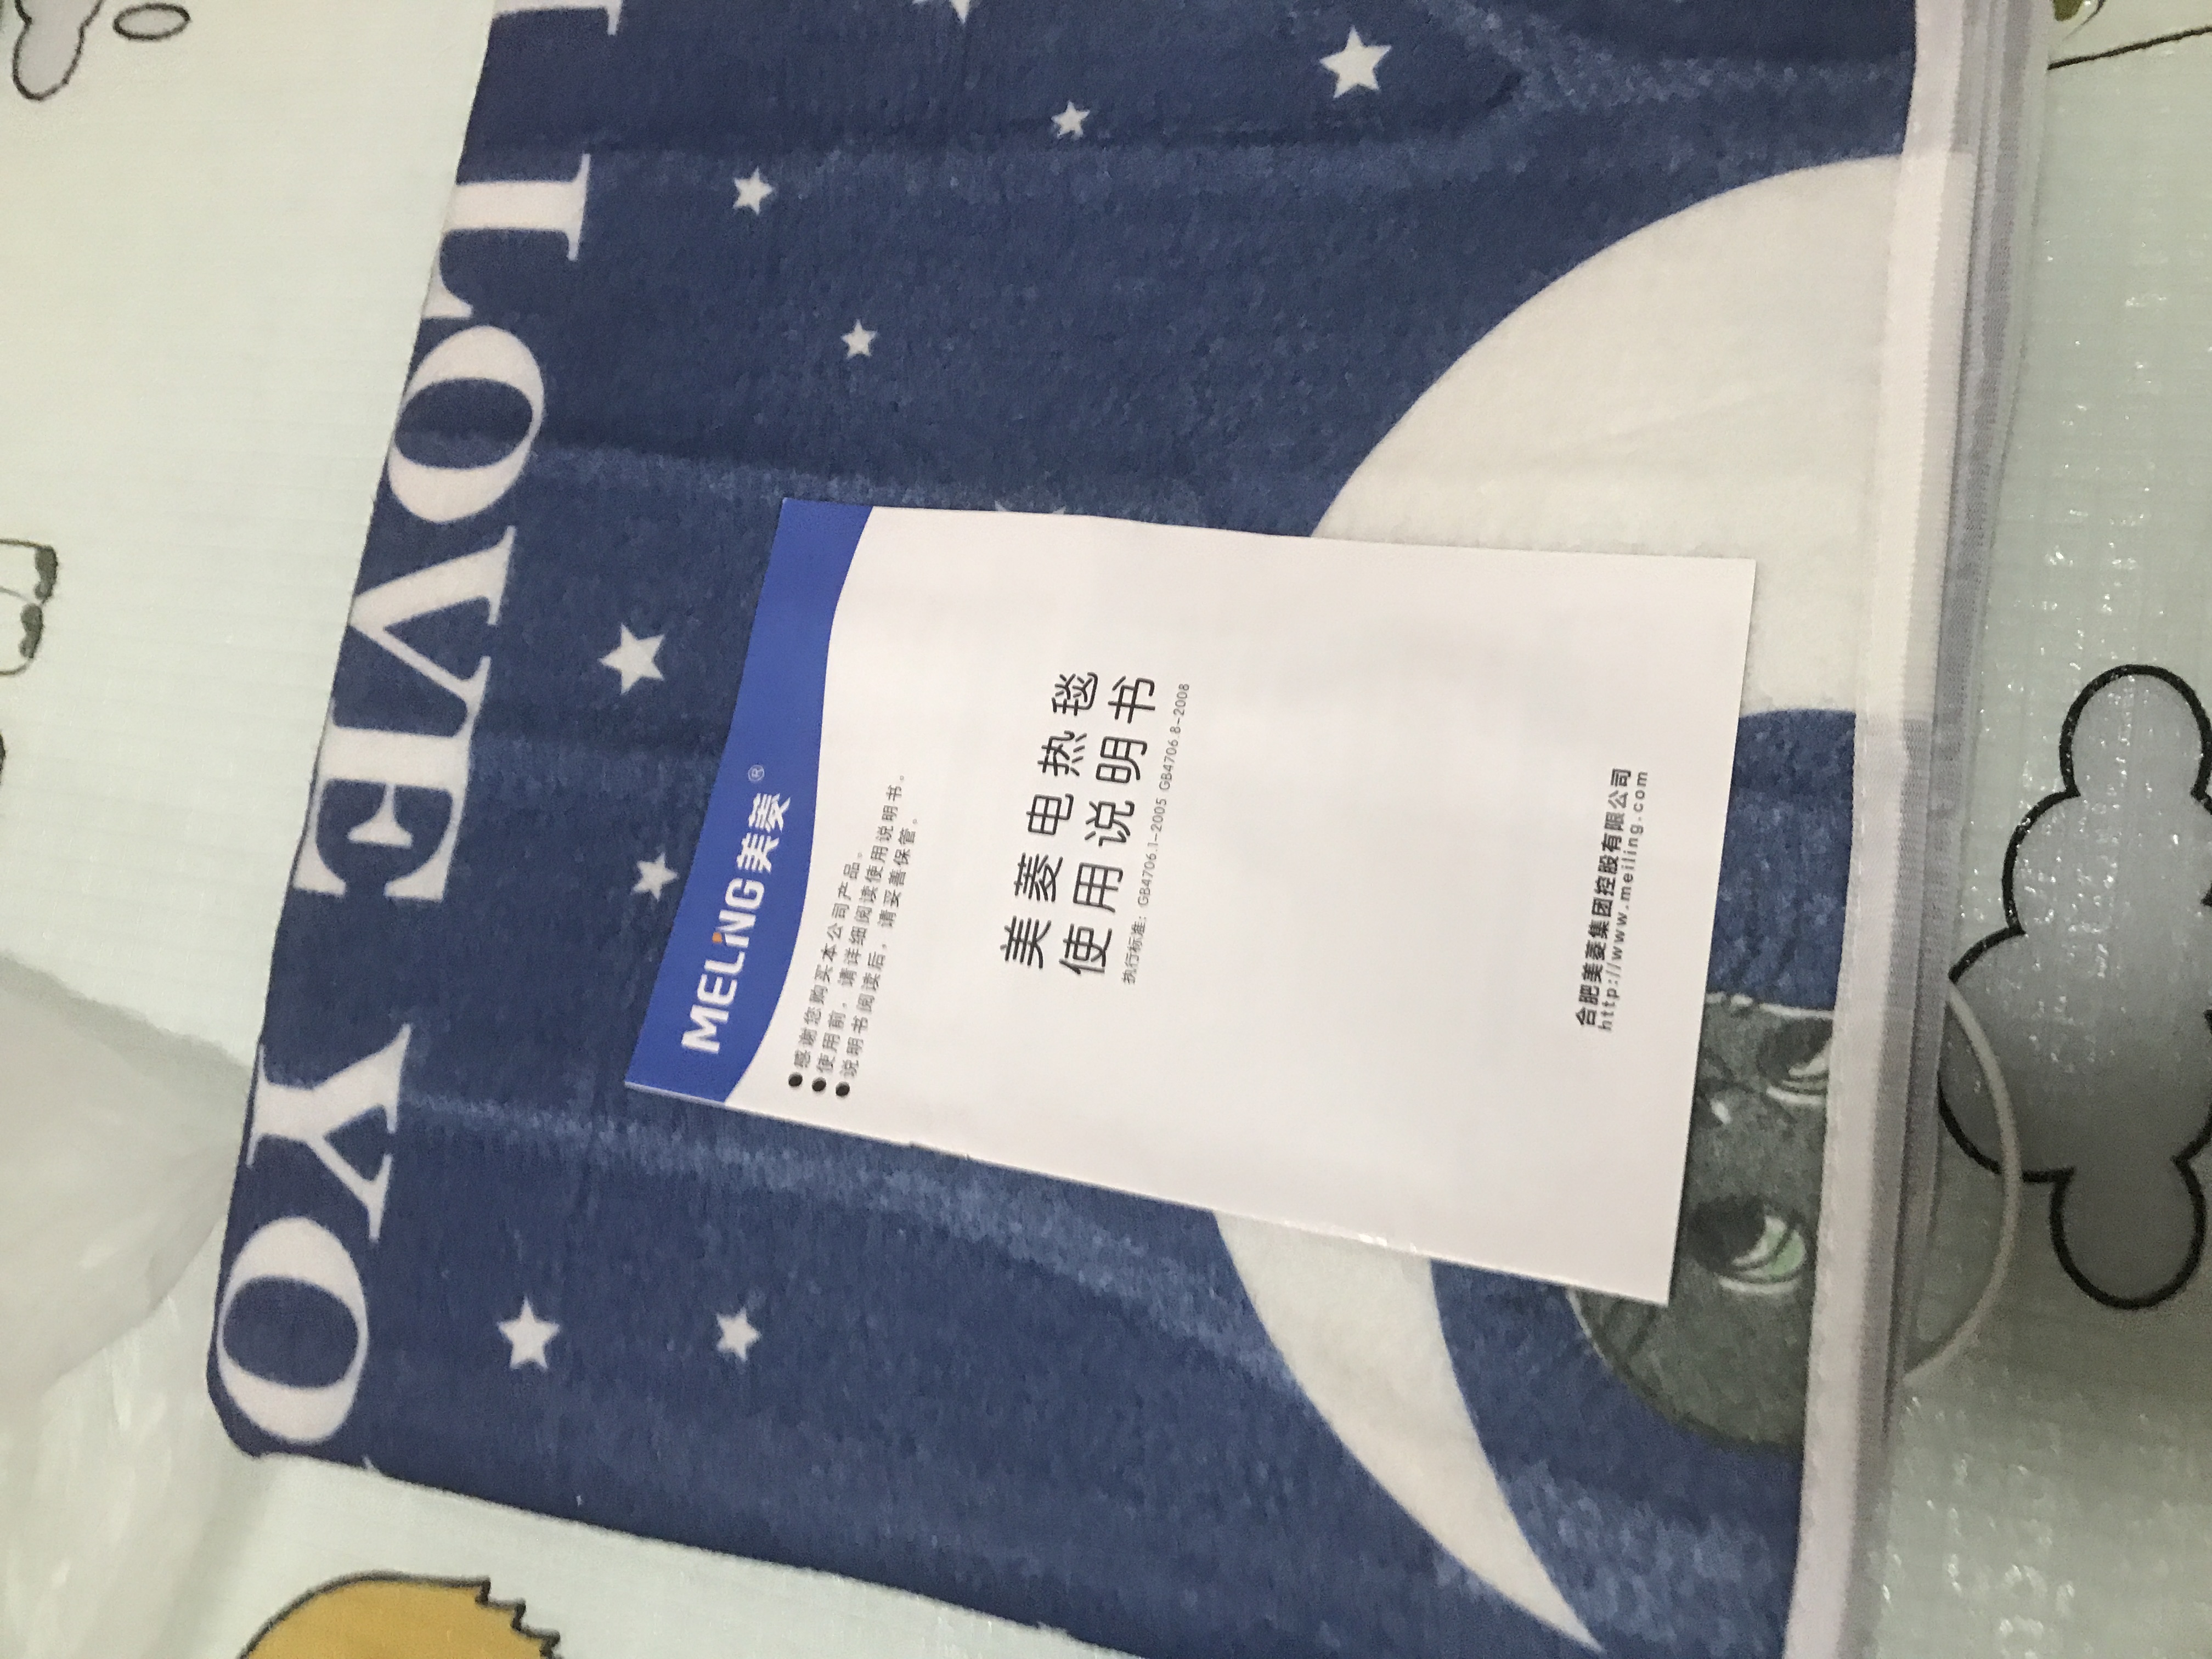 I LOVE YO
MELING美菱®
●感谢您购买本公司产品。
●使用前，请详细阅读使用说明书。
●说明书阅读后，请妥善保管。
美菱电热毯
使用说明书
执行标准：GB4706.1-2005 GB4706.8-2008
合肥美菱集团控股有限公司
http://www.meiling.com